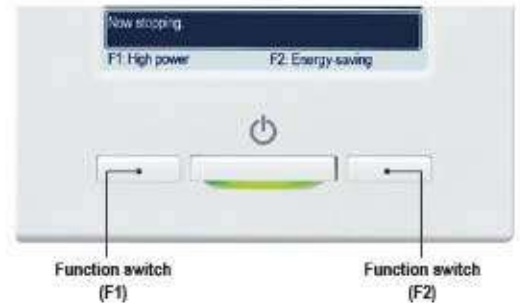 Now stopping.
F1: High power F2: Energy-saving
Function switch Function switch
(F1) (F2)